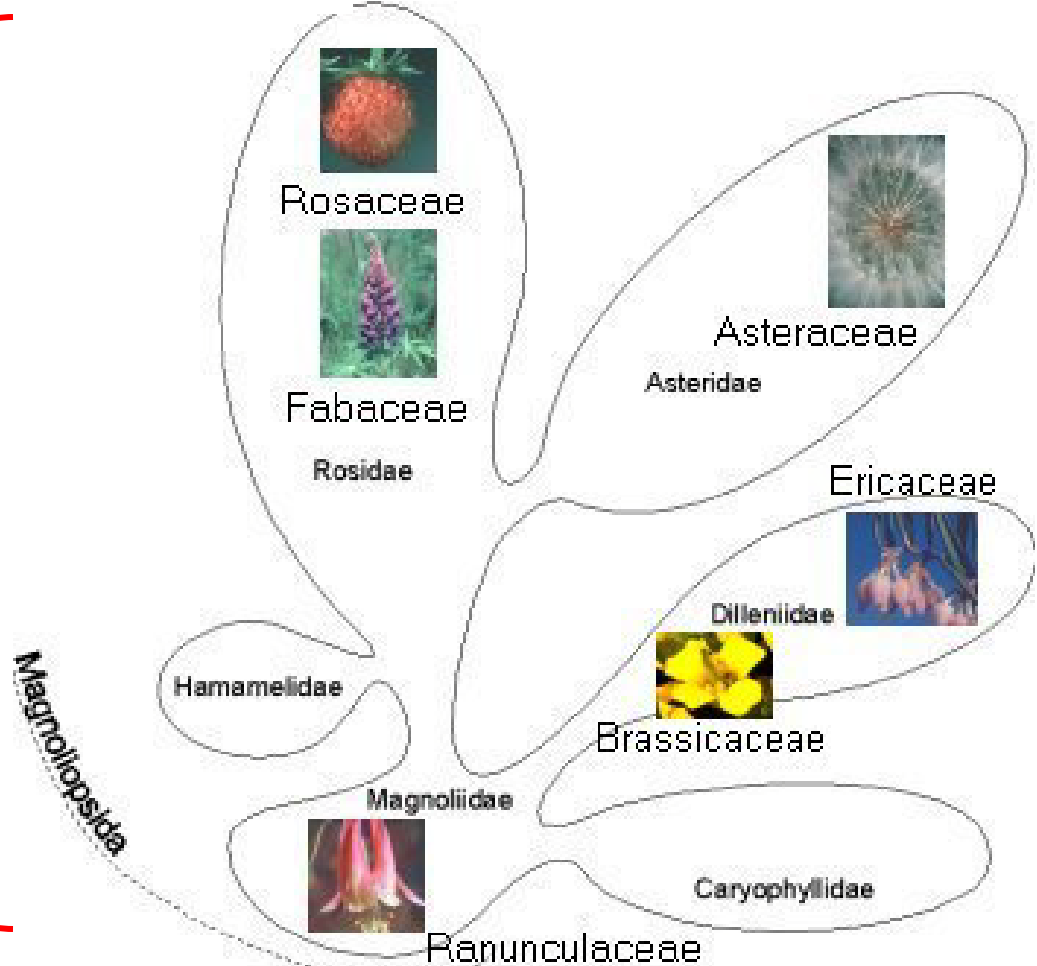 Rosaceae
Fabaceae
Rosidae
Asteraceae
Asteridae
Ericaceae
Dilleniidae
Brassicaceae
Hamamelidae
Magnoliopsida
Magnoliidae
Caryophyllidae
Ranunculaceae